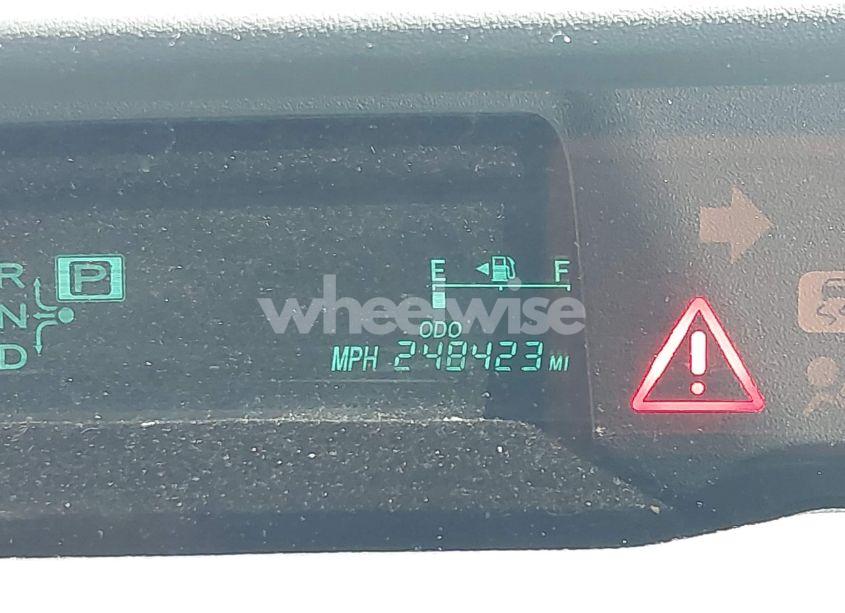 R P
N
D
E F
wheelwise
ODO
MPH 248423 MI